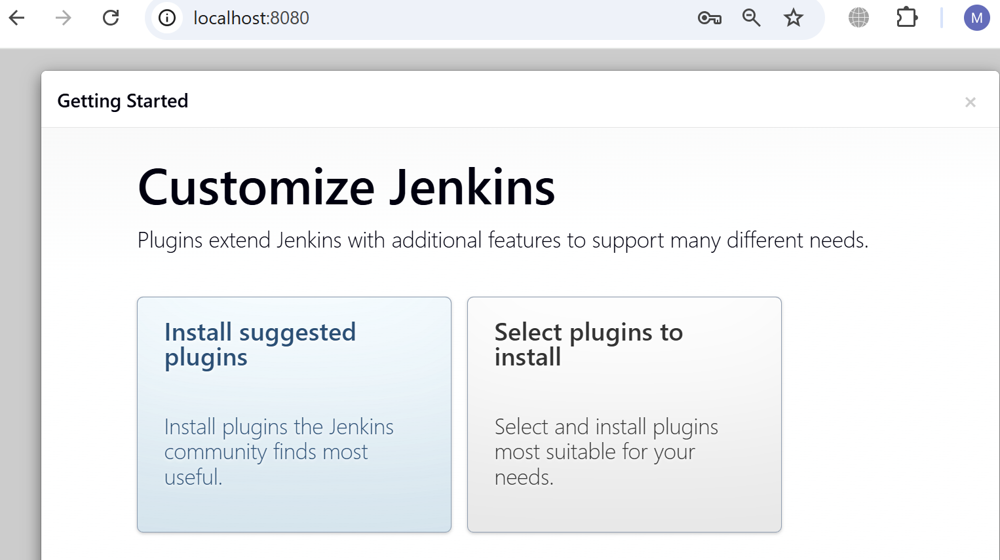 localhost:8080
M
Getting Started
×
Customize Jenkins
Plugins extend Jenkins with additional features to support many different needs.
Install suggested
plugins
Install plugins the Jenkins
community finds most
useful.
Select plugins to
install
Select and install plugins
most suitable for your
needs.